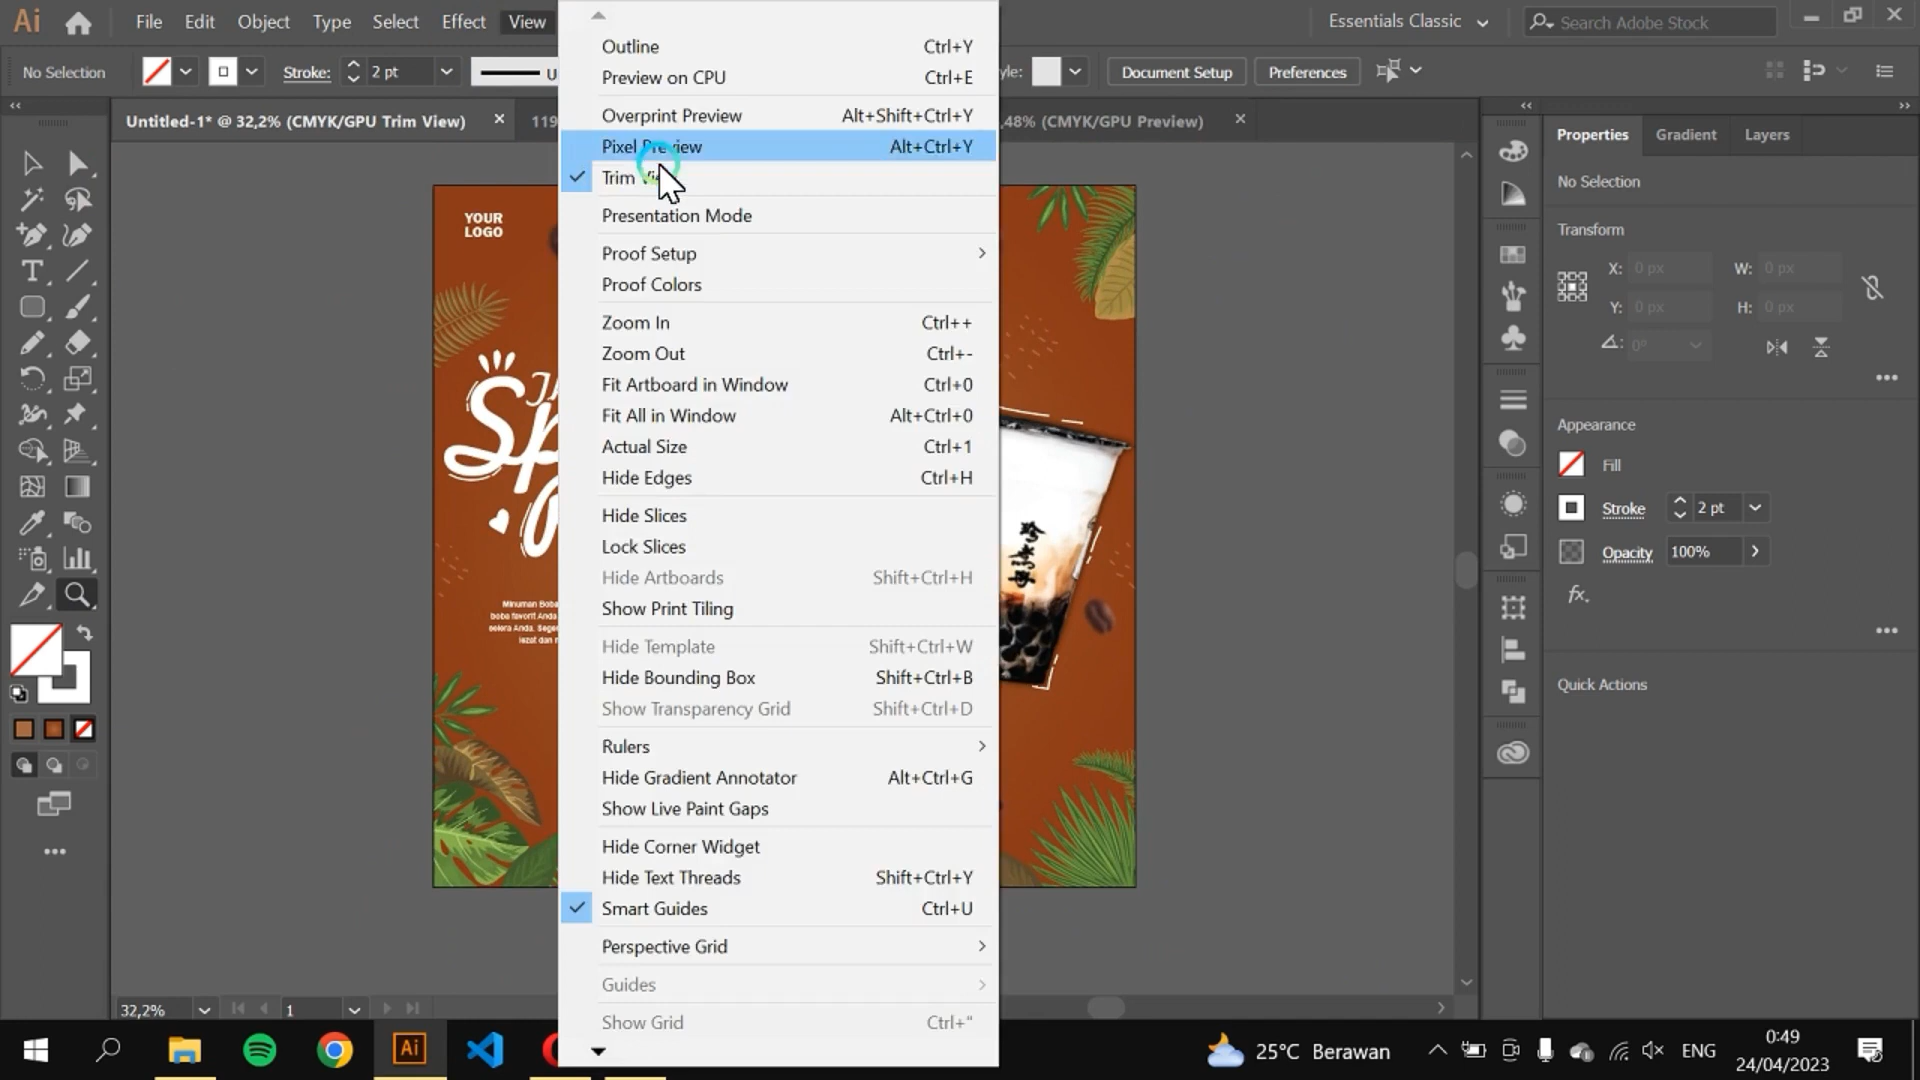 Ai File Edit Object Type Select Effect View Essentials Classic Search Adobe Stock
No Selection Stroke: 2 pt Document Setup Preferences
Untitled-1* @ 32,2% (CMYK/GPU Trim View) × 119 ,48% (CMYK/GPU Preview) ×
Outline Ctrl+Y
Preview on CPU Ctrl+E
Overprint Preview Alt+Shift+Ctrl+Y
Pixel Preview Alt+Ctrl+Y
Trim View
Presentation Mode
Proof Setup
Proof Colors
Zoom In Ctrl++
Zoom Out Ctrl+-
Fit Artboard in Window Ctrl+0
Fit All in Window Alt+Ctrl+0
Actual Size Ctrl+1
Hide Edges Ctrl+H
Hide Slices
Lock Slices
Hide Artboards Shift+Ctrl+H
Show Print Tiling
Hide Template Shift+Ctrl+W
Hide Bounding Box Shift+Ctrl+B
Show Transparency Grid Shift+Ctrl+D
Rulers
Hide Gradient Annotator Alt+Ctrl+G
Show Live Paint Gaps
Hide Corner Widget
Hide Text Threads Shift+Ctrl+Y
Smart Guides Ctrl+U
Perspective Grid
Guides
Show Grid Ctrl+"
YOUR
LOGO
Sp
Minuman Boba
boba favorit Anda
selera Anda. Sege
lezat dan
Properties Gradient Layers
No Selection
Transform
X: 0 px W: 0 px
Y: 0 px H: 0 px
0°
Appearance
Fill
Stroke 2 pt
Opacity 100%
fx.
Quick Actions
32,2% 1
Ai 25°C Berawan ENG 0:49
24/04/2023